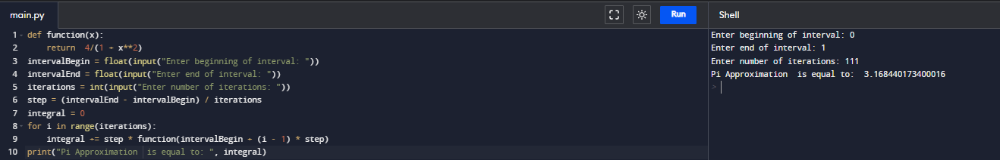 main.py
Run
Shell
1 def function(x):
2 return 4/(1 + x**2)
3 intervalBegin = float(input("Enter beginning of interval: "))
4 intervalEnd = float(input("Enter end of interval: "))
5 iterations = int(input("Enter number of iterations: "))
6 step = (intervalEnd - intervalBegin) / iterations
7 integral = 0
8 for i in range(iterations):
9 integral += step * function(intervalBegin + (i - 1) * step)
10 print("Pi Approximation is equal to: ", integral)
Enter beginning of interval: 0
Enter end of interval: 1
Enter number of iterations: 111
Pi Approximation  is equal to:  3.168440173400016
>